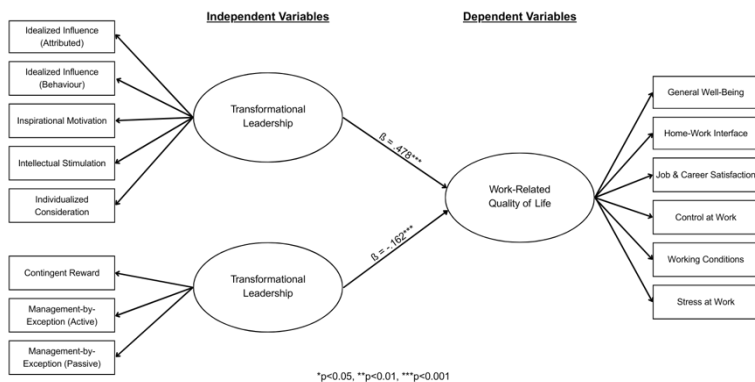 Independent Variables
Dependent Variables
Idealized Influence
(Attributed)
Idealized Influence
(Behaviour)
Inspirational Motivation
Intellectual Stimulation
Individualized
Consideration
Transformational
Leadership
Contingent Reward
Management-by-
Exception (Active)
Management-by-
Exception (Passive)
Transformational
Leadership
ß = .478***
ß = -.162***
Work-Related
Quality of Life
General Well-Being
Home-Work Interface
Job & Career Satisfaction
Control at Work
Working Conditions
Stress at Work
*p<0.05, **p<0.01, ***p<0.001